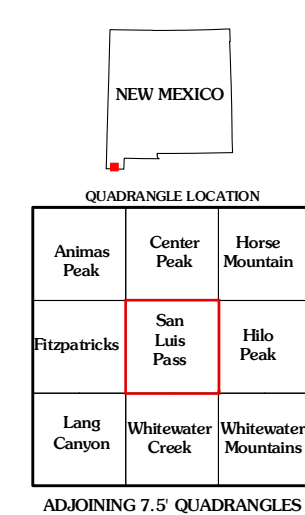 NEW MEXICO
QUADRANGLE LOCATION
Animas
Peak
Center
Peak
Horse
Mountain
Fitzpatricks
San
Luis
Pass
Hilo
Peak
Lang
Canyon
Whitewater
Creek
Whitewater
Mountains
ADJOINING 7.5' QUADRANGLES